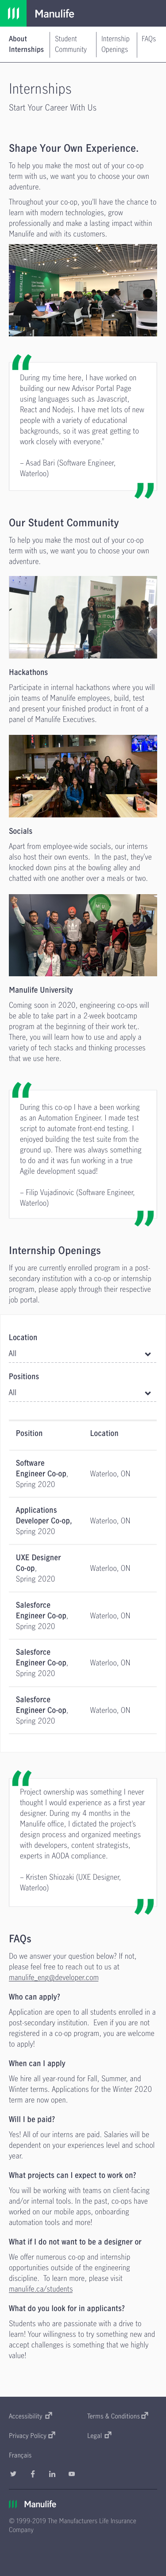 Manulife
About
Internships
Student
Community
Internship
Openings
FAQs
Internships
Start Your Career With Us
Shape Your Own Experience.
To help you make the most out of your co-op
term with us, we want you to choose your own
adventure.
Throughout your co-op, you'll have the chance to
learn with modern technologies, grow
professionally and make a lasting impact within
Manulife and with its customers.
During my time here, I have worked on
building our new Advisor Portal Page
using languages such as Javascript,
React and Nodejs. I have met lots of new
people with a variety of educational
backgrounds, so it was great getting to
work closely with everyone."
– Asad Bari (Software Engineer,
Waterloo)
Our Student Community
To help you make the most out of your co-op
term with us, we want you to choose your own
adventure.
Hackathons
Participate in internal hackathons where you will
join teams of Manulife employees, build, test
and present your finished product in front of a
panel of Manulife Executives.
Socials
Apart from employee-wide socials, our interns
also host their own events. In the past, they've
knocked down pins at the bowling alley and
chatted with one another over a meals or two.
Manulife University
Coming soon in 2020, engineering co-ops will
be able to take part in a 2-week bootcamp
program at the beginning of their work ter,.
There, you will learn how to use and apply a
variety of tech stacks and thinking processes
that we use here.
During this co-op I have a been working
as an Automation Engineer. I made test
script to automate front-end testing. I
enjoyed building the test suite from the
ground up. There was always something
to do and it was fun working in a true
Agile development squad!
– Filip Vujadinovic (Software Engineer,
Waterloo)
Internship Openings
If you are currently enrolled program in a post-
secondary institution with a co-op or internship
program, please apply through their respective
job portal.
Location
All
Positions
All
Position Location
Software
Engineer Co-op,
Spring 2020
Waterloo, ON
Applications
Developer Co-op,
Spring 2020
Waterloo, ON
UXE Designer
Co-op,
Spring 2020
Waterloo, ON
Salesforce
Engineer Co-op,
Spring 2020
Waterloo, ON
Salesforce
Engineer Co-op,
Spring 2020
Waterloo, ON
Salesforce
Engineer Co-op,
Spring 2020
Waterloo, ON
Project ownership was something I never
thought I would experience as a first year
designer. During my 4 months in the
Manulife office, I dictated the project's
design process and organized meetings
with developers, content strategists,
experts in AODA compliance.
– Kristen Shiozaki (UXE Designer,
Waterloo)
FAQs
Do we answer your question below? If not,
please feel free to reach out to us at
manulife_eng@developer.com
Who can apply?
Application are open to all students enrolled in a
post-secondary institution. Even if you are not
registered in a co-op program, you are welcome
to apply!
When can I apply
We hire all year-round for Fall, Summer, and
Winter terms. Applications for the Winter 2020
term are now open.
Will I be paid?
Yes! All of our interns are paid. Salaries will be
dependent on your experiences level and school
year.
What projects can I expect to work on?
You will be working with teams on client-facing
and/or internal tools. In the past, co-ops have
worked on our mobile apps, onboarding
automation tools and more!
What if I do not want to be a designer or
We offer numerous co-op and internship
opportunities outside of the engineering
discipline. To learn more, please visit
manulife.ca/students
What do you look for in applicants?
Students who are passionate with a drive to
learn! We want you to try something new and
accept challenges is something that we highly
value!
Accessibility
Terms & Conditions
Privacy Policy
Legal
Français
Manulife
© 1999-2019 The Manufacturers Life Insurance
Company